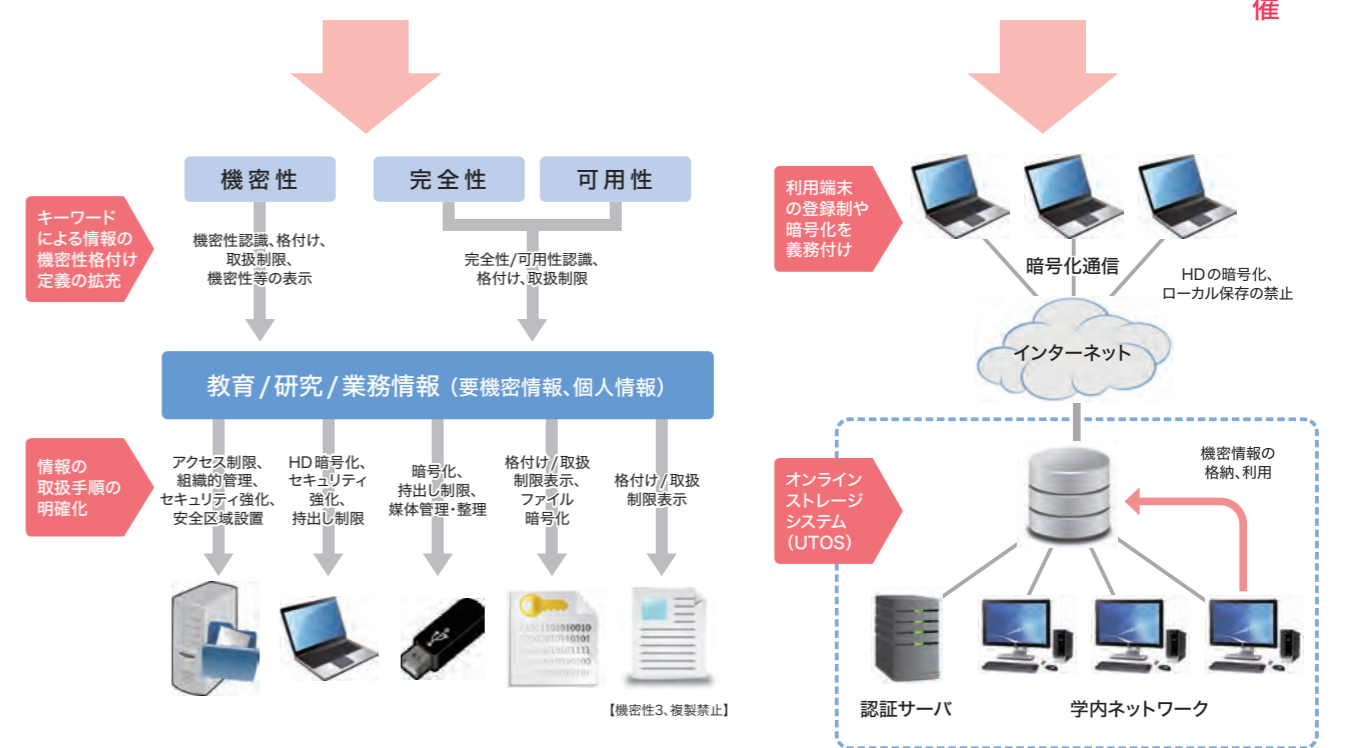 催
機密性
完全性
可用性
キーワード
による情報の
機密性格付け
定義の拡充
機密性認識、格付け、
取扱制限、
機密性等の表示
完全性/可用性認識、
格付け、取扱制限
教育/研究/業務情報（要機密情報、個人情報）
情報の
取扱手順の
明確化
アクセス制限、
組織的管理、
セキュリティ強化、
安全区域設置
HD暗号化、
セキュリティ
強化、
持出し制限
暗号化、
持出し制限、
媒体管理・整理
格付け/取扱
制限表示、
ファイル
暗号化
格付け/取扱
制限表示
【機密性3、複製禁止】
利用端末
の登録制や
暗号化を
義務付け
暗号化通信
HDの暗号化、
ローカル保存の禁止
インターネット
オンライン
ストレージ
システム
（UTOS）
機密情報の
格納、利用
認証サーバ
学内ネットワーク